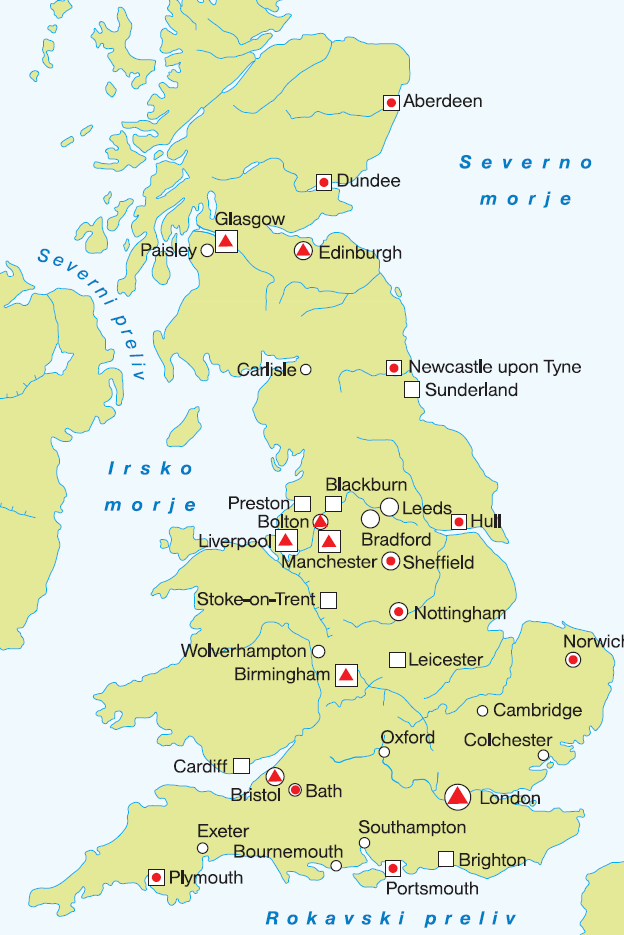 Aberdeen
Severno
morje
Dundee
Glasgow
Paisley
Edinburgh
Severni preliv
Carlisle
Newcastle upon Tyne
Sunderland
Irsko
morje
Blackburn
Preston
Leeds
Bolton
Hull
Liverpool
Bradford
Manchester
Sheffield
Stoke-on-Trent
Nottingham
Norwich
Wolverhampton
Leicester
Birmingham
Cambridge
Oxford
Colchester
Cardiff
Bristol
Bath
London
Exeter
Southampton
Bournemouth
Brighton
Plymouth
Portsmouth
Rokavski preliv